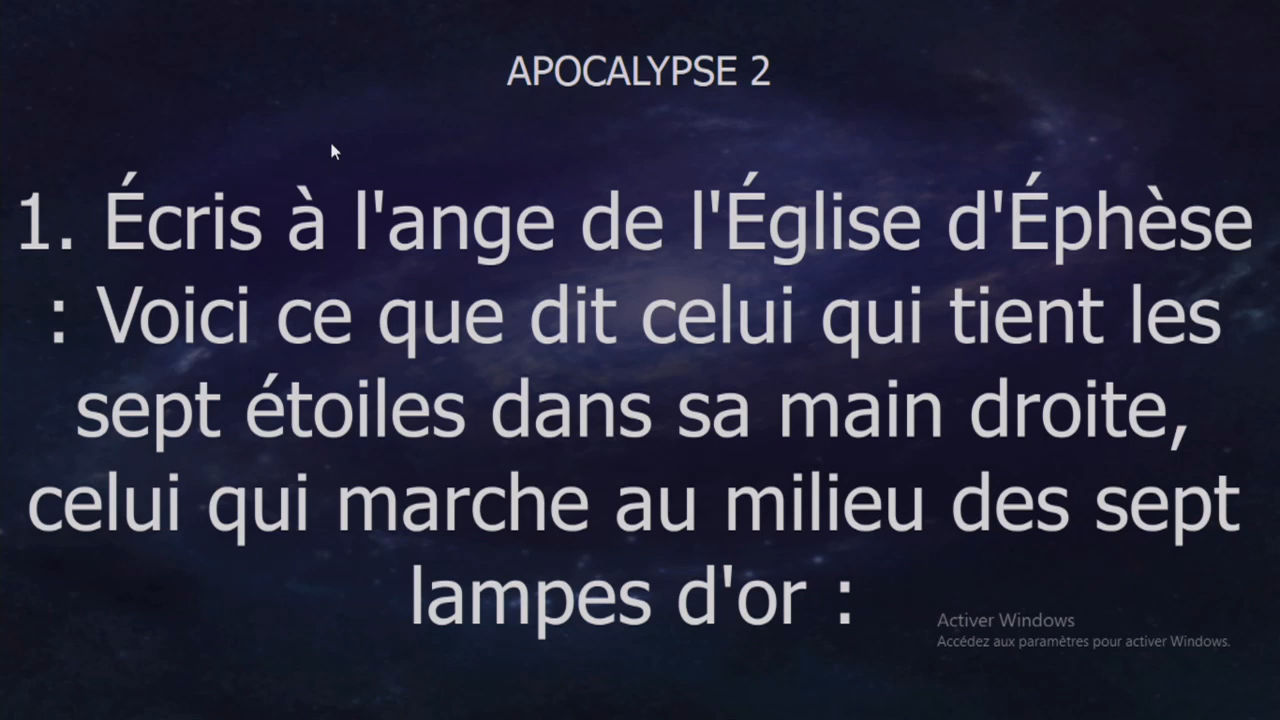 APOCALYPSE 2
1. Écris à l'ange de l'Église d'Éphèse
: Voici ce que dit celui qui tient les
sept étoiles dans sa main droite,
celui qui marche au milieu des sept
lampes d'or :
Activer Windows
Accédez aux paramètres pour activer Windows.